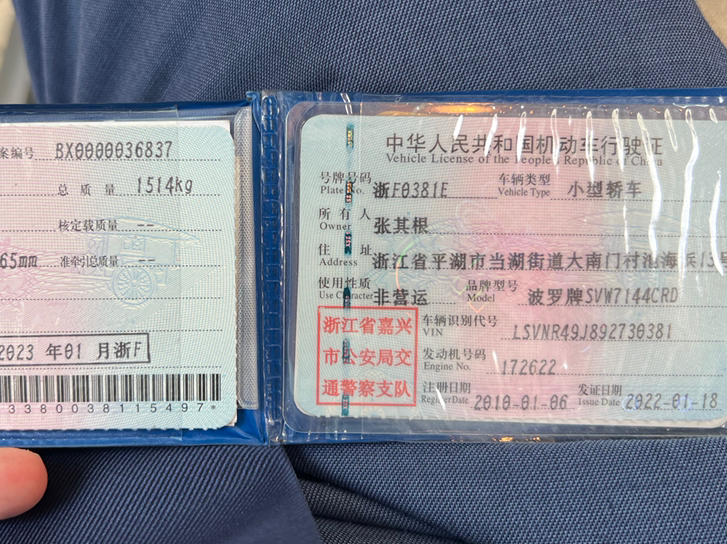 案编号 BX0000036837
总质量 1514kg
核定载质量 --
65mm 准牵引总质量 --
2023 年01 月浙F
3380038115497*
中华人民共和国机动车行驶证
Vehicle License of the People's Republic of China
号牌号码 浙F0381E 车辆类型 小型轿车
Plate No. Vehicle Type
所有人 张其根
Owner
住址 浙江省平湖市当湖街道大南门村池海浜13号
Address
使用性质 非营运 品牌型号 波罗牌SVW7144CRD
Use Character Model
浙江省嘉兴
市公安局交
通警察支队
车辆识别代号 LSVNR49J892730381
VIN
发动机号码 172622
Engine No.
注册日期 2010-01-06 发证日期 2022-01-18
Register Date Issue Date